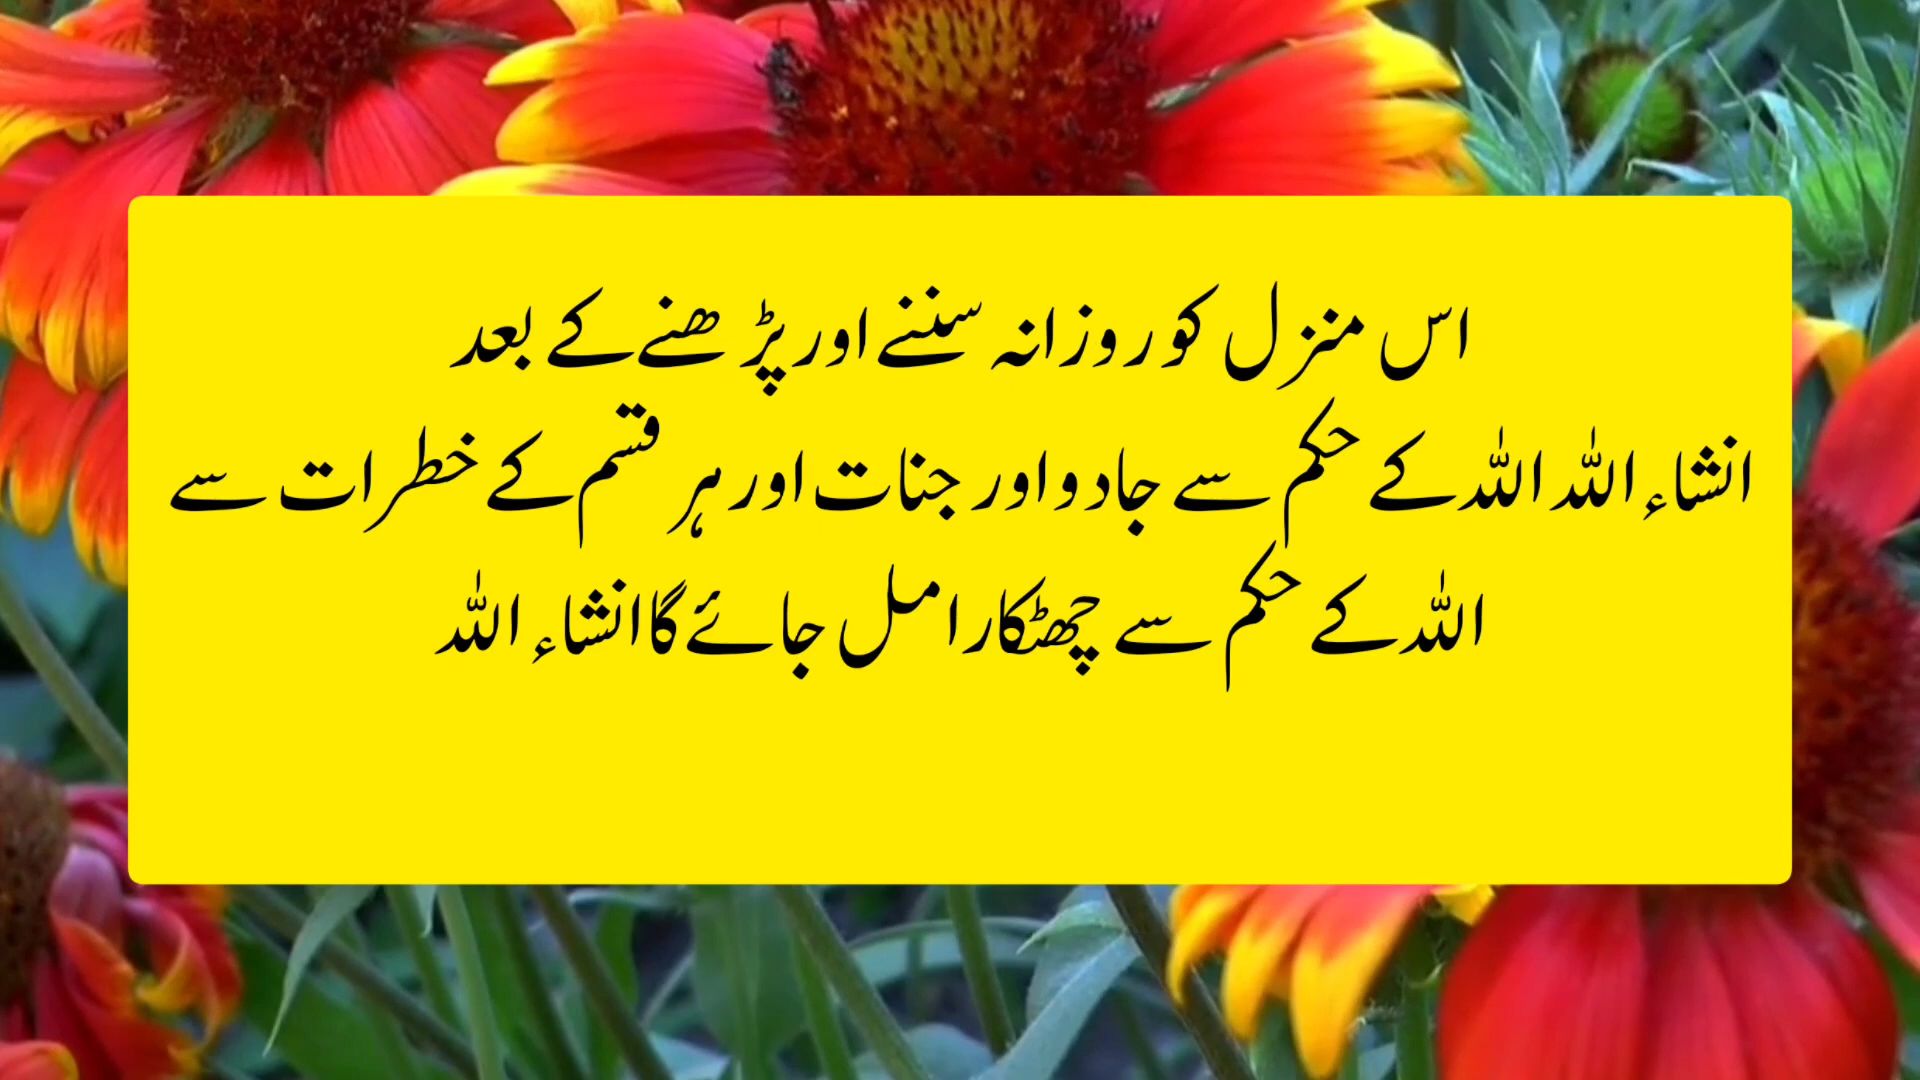 اس منزل کو روزانہ سننے اور پڑھنے کے بعد
انشاء اللہ اللہ کے حکم سے جادو اور جنات اور ہر قسم کے خطرات سے
اللہ کے حکم سے چھٹکارا مل جائے گا انشاء اللہ